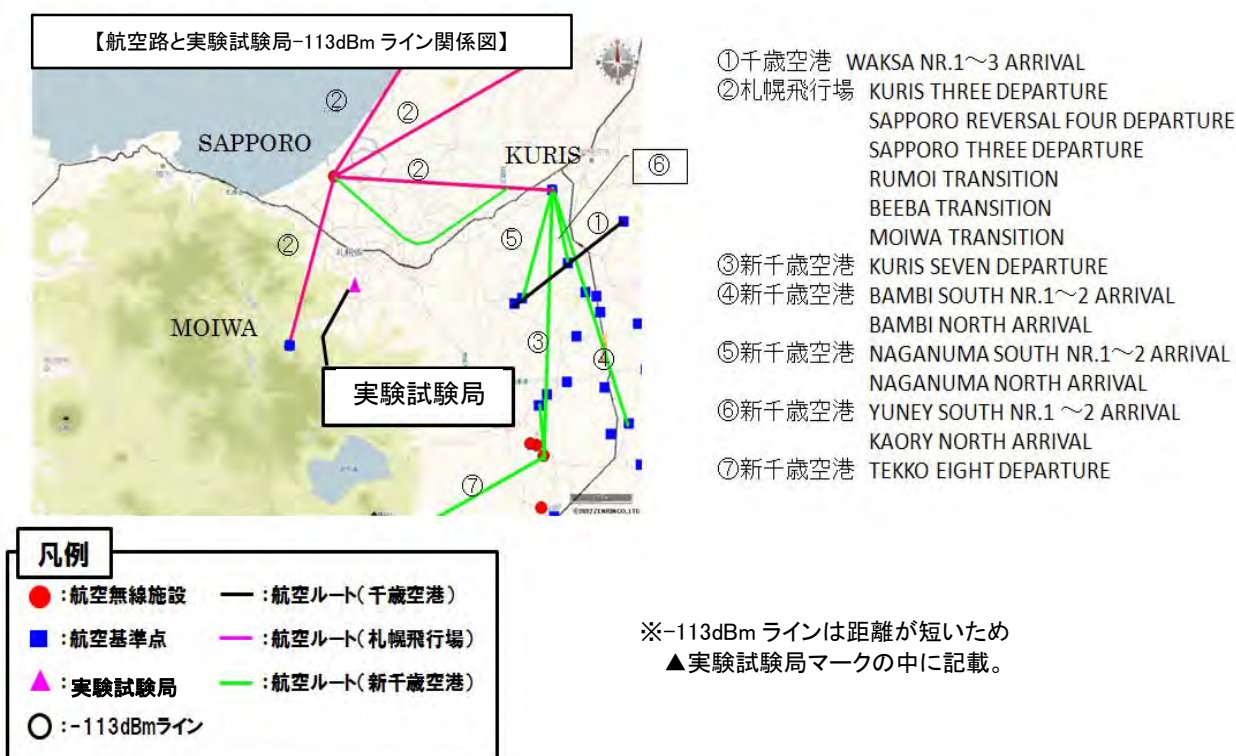 【航空路と実験試験局-113dBm ライン関係図】
②
②
SAPPORO
②
KURIS
⑥
①
②
⑤
札幌市
MOIWA
③
④
実験試験局
⑦
①千歳空港 WAKSA NR.1～3 ARRIVAL
②札幌飛行場 KURIS THREE DEPARTURE
SAPPORO REVERSAL FOUR DEPARTURE
SAPPORO THREE DEPARTURE
RUMOI TRANSITION
BEEBA TRANSITION
MOIWA TRANSITION
③新千歳空港 KURIS SEVEN DEPARTURE
④新千歳空港 BAMBI SOUTH NR.1～2 ARRIVAL
BAMBI NORTH ARRIVAL
⑤新千歳空港 NAGANUMA SOUTH NR.1～2 ARRIVAL
NAGANUMA NORTH ARRIVAL
⑥新千歳空港 YUNEY SOUTH NR.1 ～2 ARRIVAL
KAORY NORTH ARRIVAL
⑦新千歳空港 TEKKO EIGHT DEPARTURE
凡例
:航空無線施設 :航空ルート(千歳空港)
:航空基準点 :航空ルート(札幌飛行場)
:実験試験局 :航空ルート(新千歳空港)
:-113dBmライン
※-113dBm ラインは距離が短いため
▲実験試験局マークの中に記載。